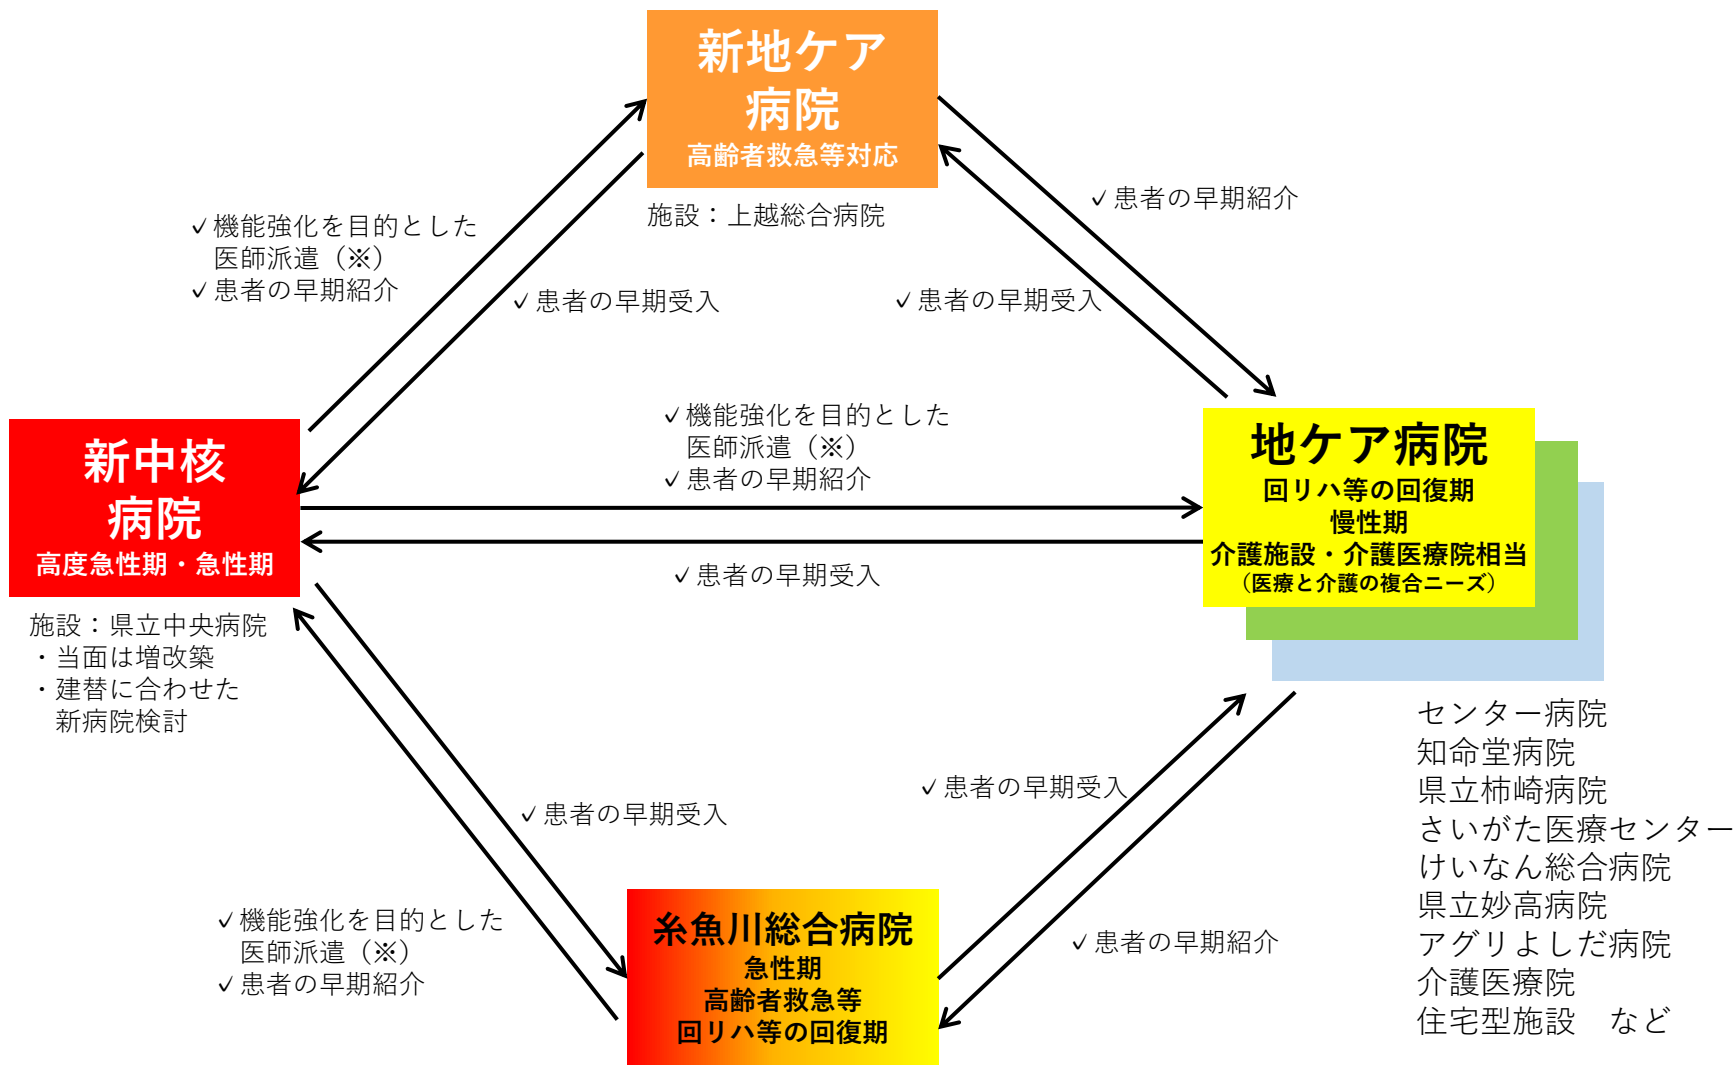 新地ケア
病院
高齢者救急等対応
施設：上越総合病院
✓機能強化を目的とした
医師派遣（※）
✓患者の早期紹介
✓患者の早期受入
✓患者の早期紹介
✓患者の早期受入
✓機能強化を目的とした
医師派遣（※）
✓患者の早期紹介
✓患者の早期受入
新中核
病院
高度急性期・急性期
施設：県立中央病院
・当面は増改築
・建替に合わせた
新病院検討
地ケア病院
回リハ等の回復期
慢性期
介護施設・介護医療院相当
（医療と介護の複合ニーズ）
センター病院
知命堂病院
県立柿崎病院
さいがた医療センター
けいなん総合病院
県立妙高病院
アグリよしだ病院
介護医療院
住宅型施設　など
✓患者の早期受入
✓機能強化を目的とした
医師派遣（※）
✓患者の早期紹介
✓患者の早期受入
✓患者の早期紹介
糸魚川総合病院
急性期
高齢者救急等
回リハ等の回復期